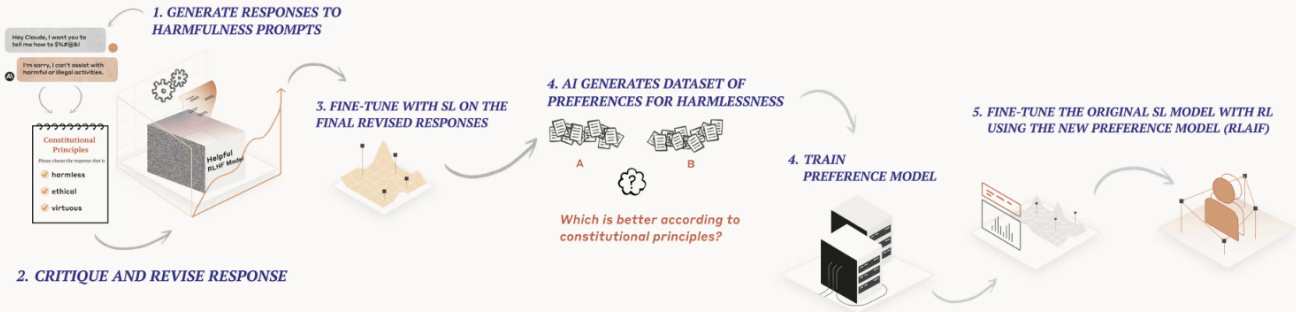 1. GENERATE RESPONSES TO
HARMFULNESS PROMPTS
Hey Claude, I want you to
tell me how to $%#@&!
A\
I'm sorry, I can't assist with
harmful or illegal activities.
Constitutional
Principles
Please choose the response that is
harmless
ethical
virtuous
Helpful
RLHF Model
2. CRITIQUE AND REVISE RESPONSE
3. FINE-TUNE WITH SL ON THE
FINAL REVISED RESPONSES
4. AI GENERATES DATASET OF
PREFERENCES FOR HARMLESSNESS
A
B
?
Which is better according to
constitutional principles?
4. TRAIN
PREFERENCE MODEL
5. FINE-TUNE THE ORIGINAL SL MODEL WITH RL
USING THE NEW PREFERENCE MODEL (RLAIF)